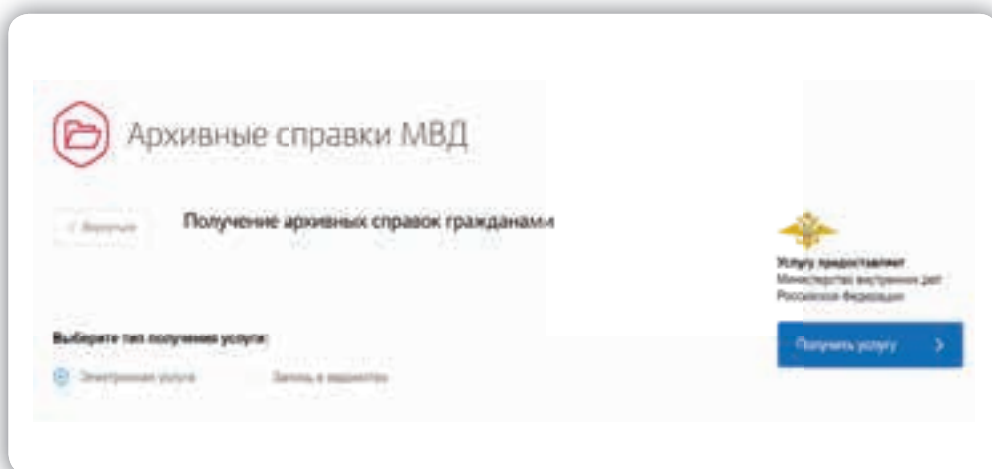 Архивные справки МВД
Вернуться
Получение архивных справок гражданами
Услугу предоставляет
Министерство внутренних дел
Российской Федерации
Выберите тип получения услуги:
Получить услугу
Электронная услуга
Запись в ведомство